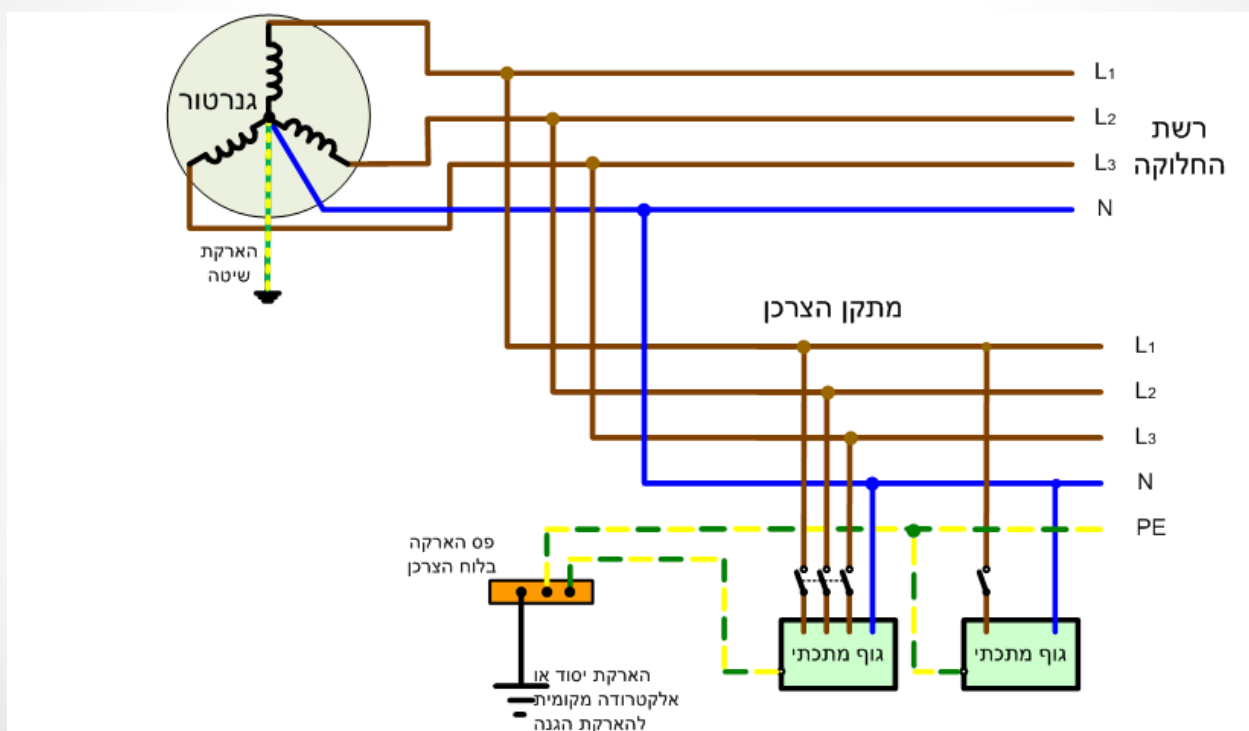 L1
גנרטור
L2
רשת
החלוקה
L3
N
הארקת
שיטה
מתקן הצרכן
L1
L2
L3
N
PE
פס הארקה
בלוח הצרכן
גוף מתכתי
גוף מתכתי
הארקת יסוד או
אלקטרודה מקומית
להארקת הגנה